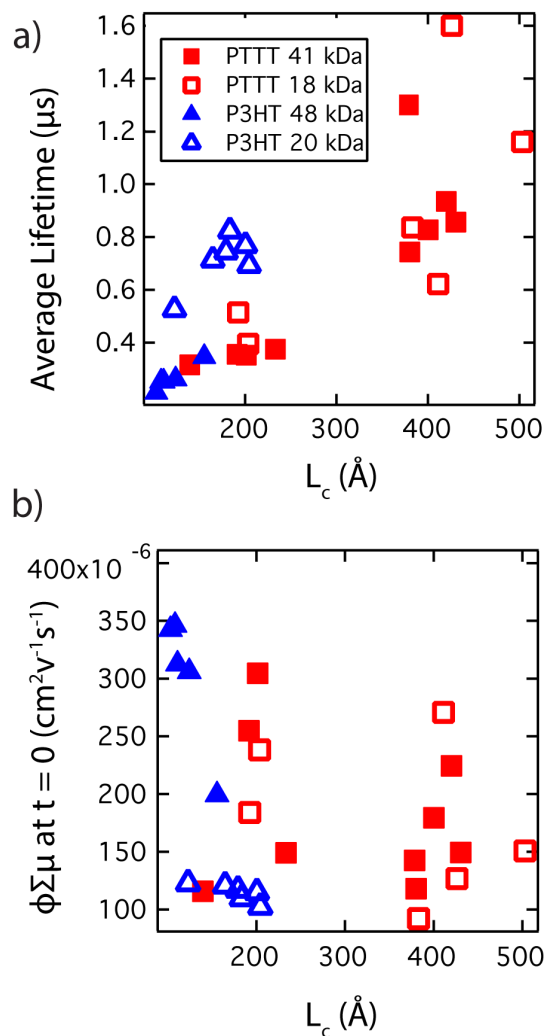 a)
Average Lifetime (µs)
1.6
1.4
1.2
1.0
0.8
0.6
0.4
PTTT 41 kDa
PTTT 18 kDa
P3HT 48 kDa
P3HT 20 kDa
200 300 400 500
L_c (Å)
b)
400x10⁻⁶
ϕΣμ at t = 0 (cm²v⁻¹s⁻¹)
350
300
250
200
150
100
200 300 400 500
L_c (Å)